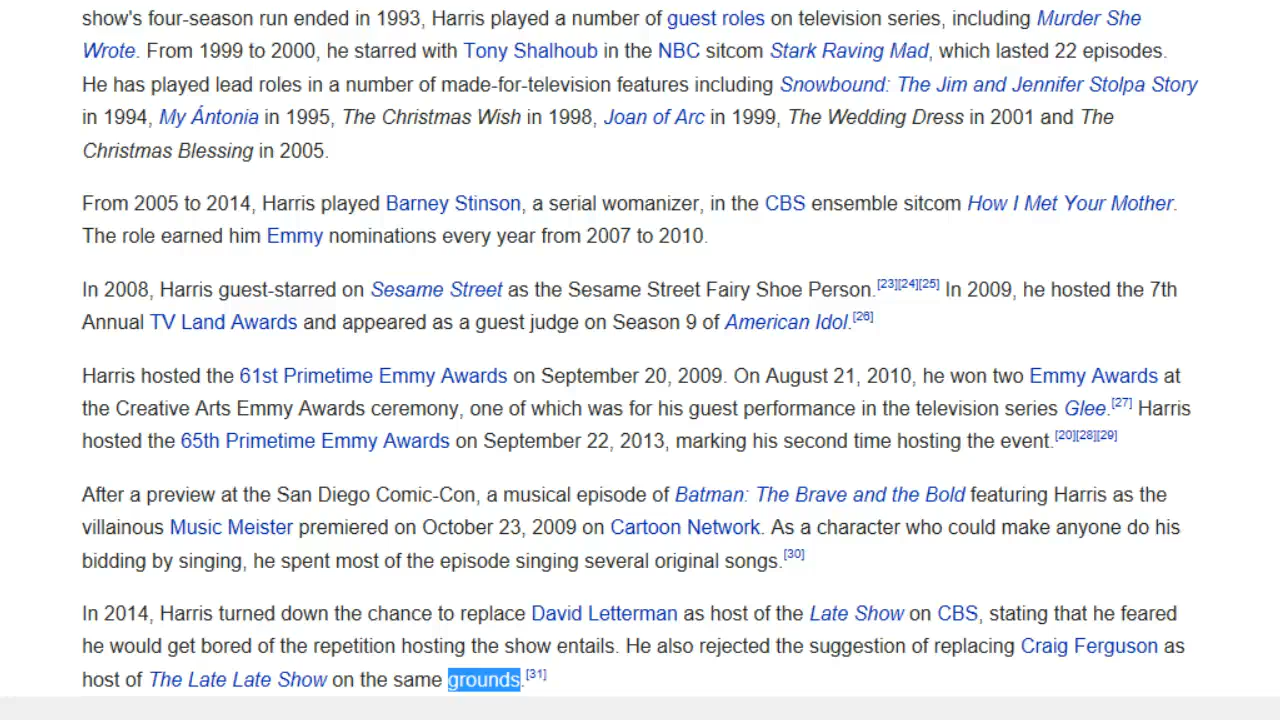 show's four-season run ended in 1993, Harris played a number of guest roles on television series, including Murder She
Wrote. From 1999 to 2000, he starred with Tony Shalhoub in the NBC sitcom Stark Raving Mad, which lasted 22 episodes.
He has played lead roles in a number of made-for-television features including Snowbound: The Jim and Jennifer Stolpa Story
in 1994, My Ántonia in 1995, The Christmas Wish in 1998, Joan of Arc in 1999, The Wedding Dress in 2001 and The
Christmas Blessing in 2005.
From 2005 to 2014, Harris played Barney Stinson, a serial womanizer, in the CBS ensemble sitcom How I Met Your Mother.
The role earned him Emmy nominations every year from 2007 to 2010.
In 2008, Harris guest-starred on Sesame Street as the Sesame Street Fairy Shoe Person.[23][24][25] In 2009, he hosted the 7th
Annual TV Land Awards and appeared as a guest judge on Season 9 of American Idol.[26]
Harris hosted the 61st Primetime Emmy Awards on September 20, 2009. On August 21, 2010, he won two Emmy Awards at
the Creative Arts Emmy Awards ceremony, one of which was for his guest performance in the television series Glee.[27] Harris
hosted the 65th Primetime Emmy Awards on September 22, 2013, marking his second time hosting the event.[20][28][29]
After a preview at the San Diego Comic-Con, a musical episode of Batman: The Brave and the Bold featuring Harris as the
villainous Music Meister premiered on October 23, 2009 on Cartoon Network. As a character who could make anyone do his
bidding by singing, he spent most of the episode singing several original songs.[30]
In 2014, Harris turned down the chance to replace David Letterman as host of the Late Show on CBS, stating that he feared
he would get bored of the repetition hosting the show entails. He also rejected the suggestion of replacing Craig Ferguson as
host of The Late Late Show on the same grounds.[31]